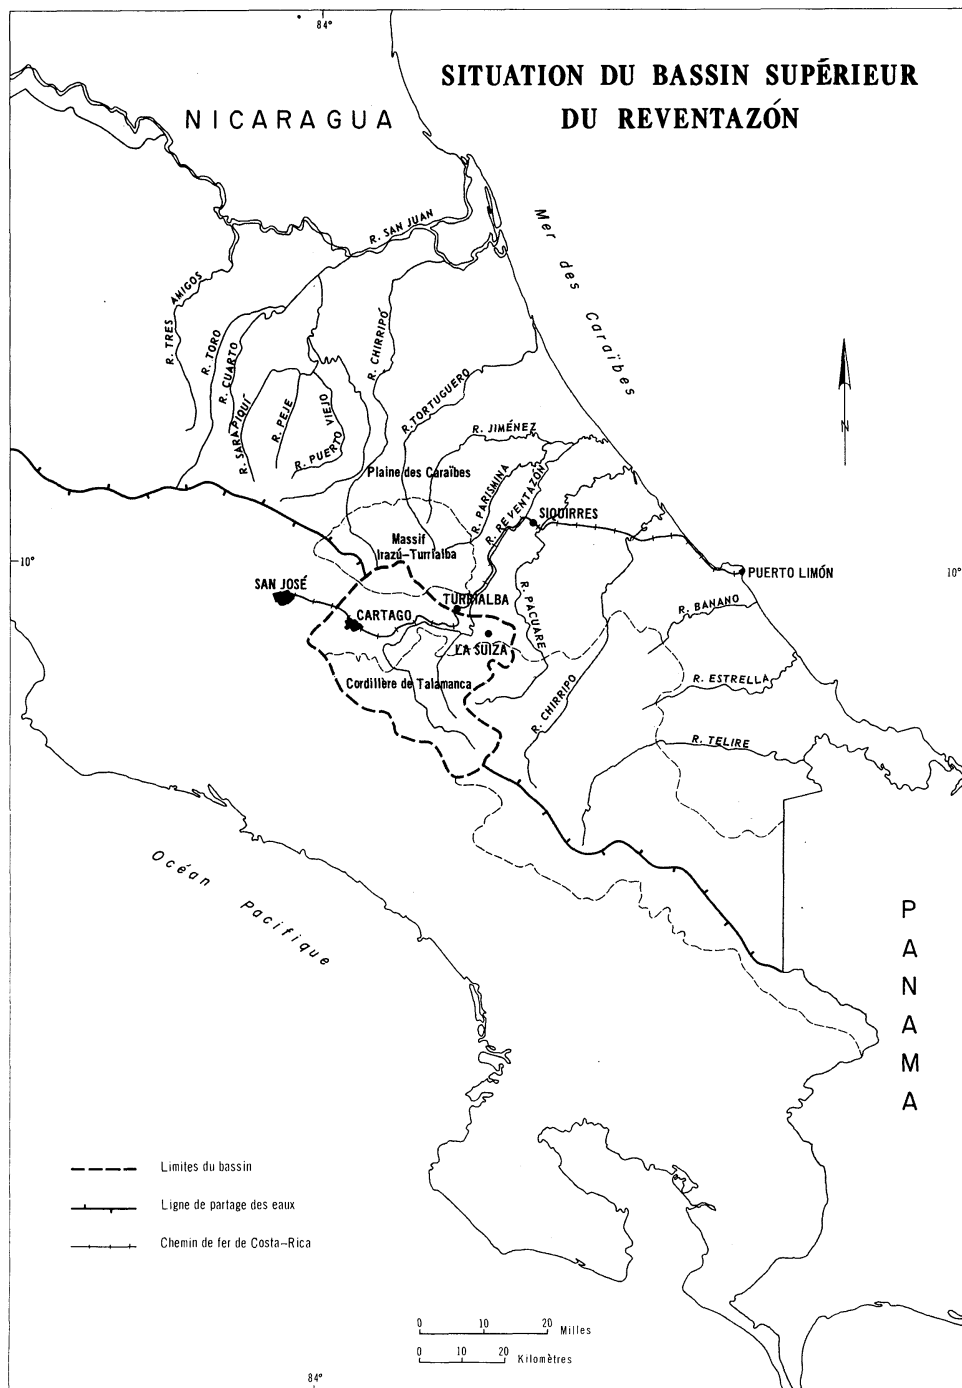 84°
SITUATION DU BASSIN SUPÉRIEUR
DU REVENTAZÓN
NICARAGUA
R. SAN JUAN
Mer des Caraïbes
R. TRES AMIGOS
R. TORO
R. CUARTO
R. SARAPIQUÍ
R. PEJE
R. PUERTO VIEJO
R. CHIRRIPÓ
R. TORTUGUERO
R. JIMÉNEZ
N
Plaine des Caraïbes
R. PARISMINA
R. REVENTAZÓN
SIQUIRRES
Massif
Irazú-Turrialba
10°
10°
SAN JOSÉ
CARTAGO
TURRIALBA
LA SUIZA
R. PACUARE
PUERTO LIMÓN
R. BANANO
Cordillère de Talamanca
R. CHIRRIPO
R. ESTRELLA
R. TELIRE
Océan Pacifique
PANAMA
Limites du bassin
Ligne de partage des eaux
Chemin de fer de Costa-Rica
0 10 20 Milles
0 10 20 Kilomètres
84°